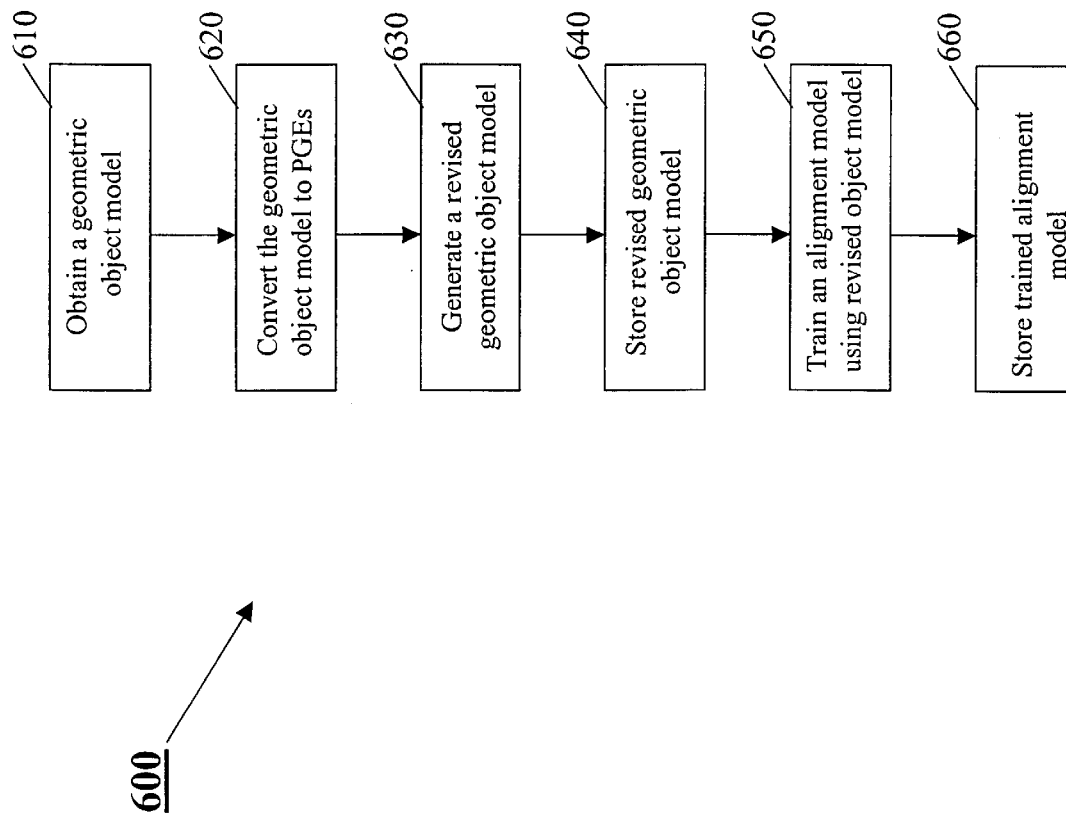 600
610
Obtain a geometric
object model
620
Convert the geometric
object model to PGEs
630
Generate a revised
geometric object model
640
Store revised geometric
object model
650
Train an alignment model
using revised object model
660
Store trained alignment
model